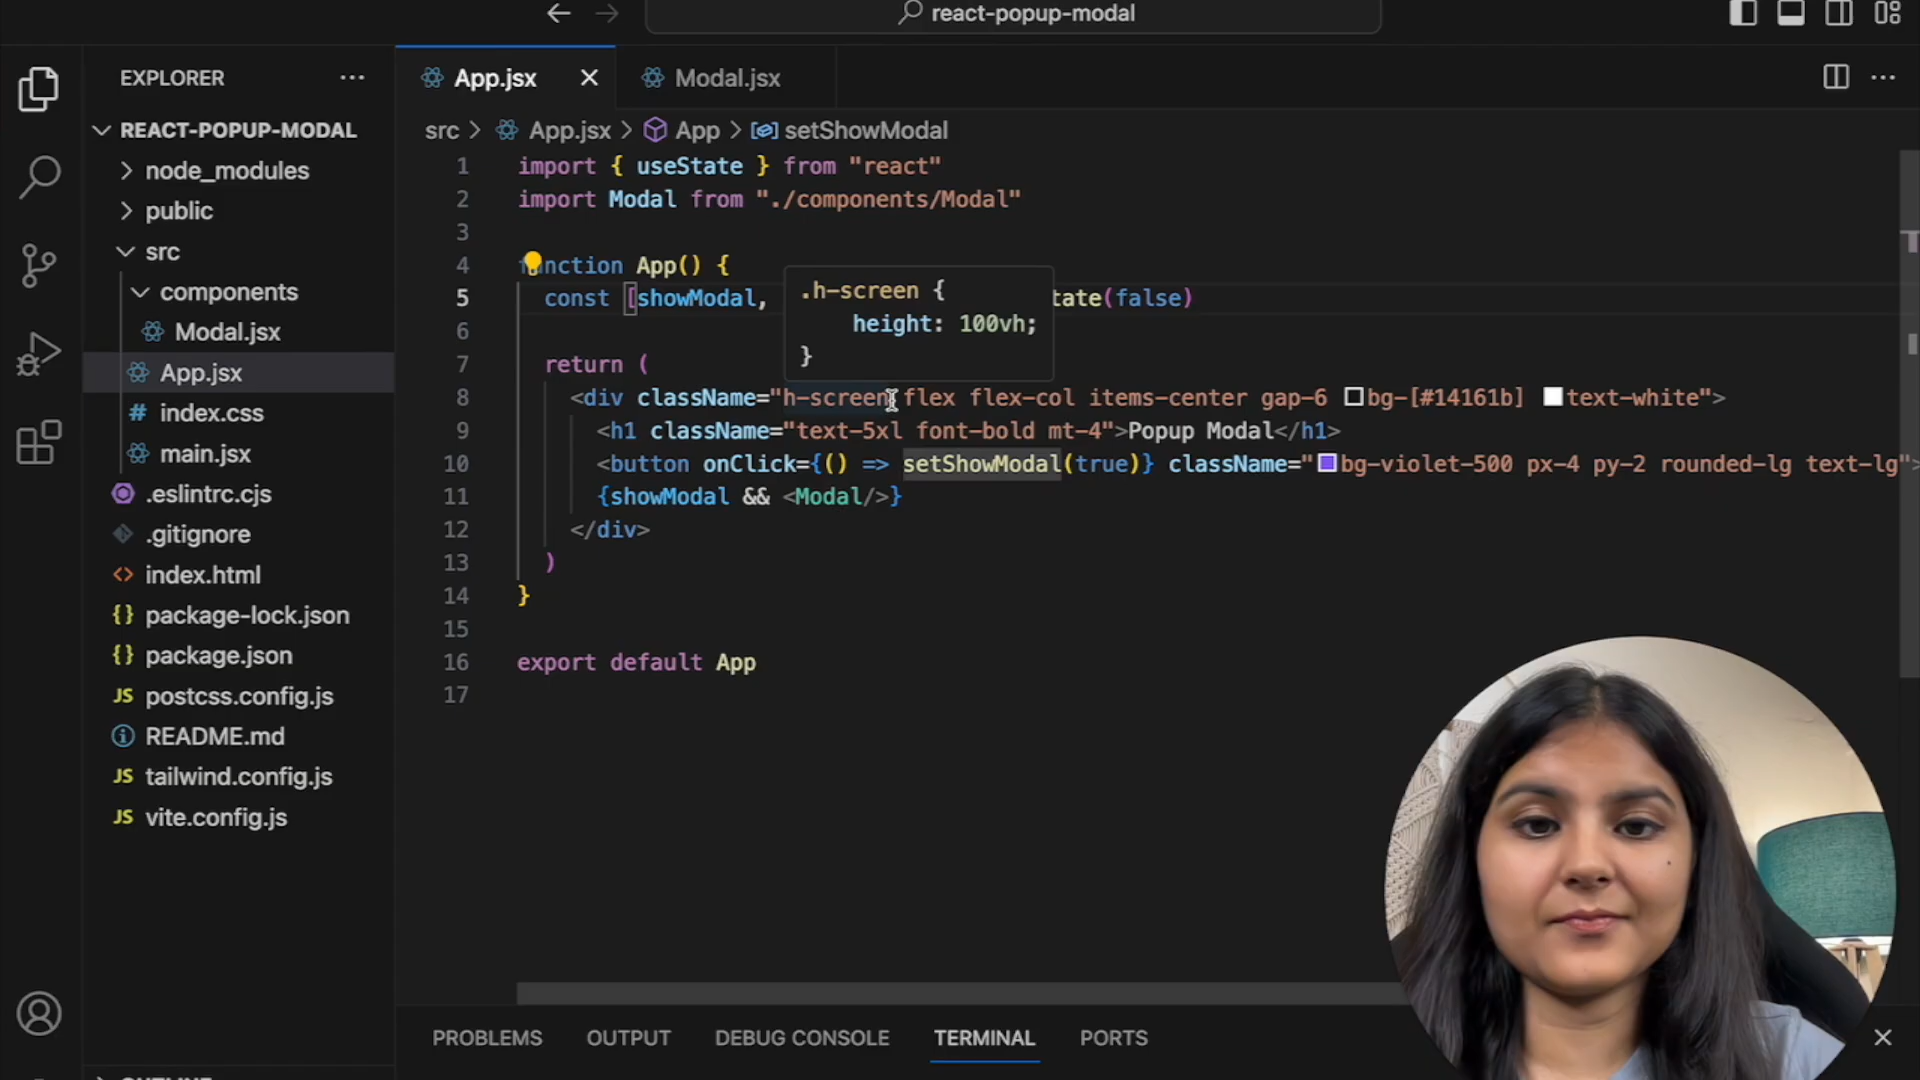 react-popup-modal
EXPLORER
REACT-POPUP-MODAL
node_modules
public
src
components
Modal.jsx
App.jsx
index.css
main.jsx
.eslintrc.cjs
.gitignore
index.html
package-lock.json
package.json
postcss.config.js
README.md
tailwind.config.js
vite.config.js
App.jsx
Modal.jsx
src > App.jsx > App > setShowModal
1 import { useState } from "react"
2 import Modal from "./components/Modal"
3
4 function App() {
5 const [showModal, tate(false)
.h-screen {
height: 100vh;
}
6
7 return (
8 <div className="h-screen flex flex-col items-center gap-6 bg-[#14161b] text-white">
9 <h1 className="text-5xl font-bold mt-4">Popup Modal</h1>
10 <button onClick={() => setShowModal(true)} className="bg-violet-500 px-4 py-2 rounded-lg text-lg">
11 {showModal && <Modal/>}
12 </div>
13 )
14 }
15
16 export default App
17
PROBLEMS OUTPUT DEBUG CONSOLE TERMINAL PORTS